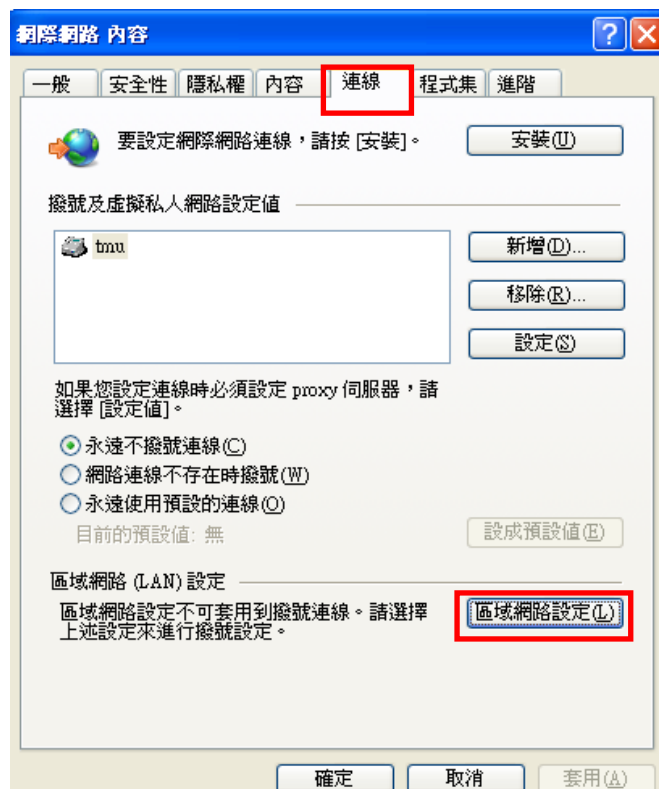 網際網路 內容
一般 安全性 隱私權 內容 連線 程式集 進階
要設定網際網路連線，請按 [安裝]。 安裝(U)
撥號及虛擬私人網路設定值
tmu
新增(D)...
移除(R)...
設定(S)
如果您設定連線時必須設定 proxy 伺服器，請
選擇 [設定值]。
永遠不撥號連線(C)
網路連線不存在時撥號(W)
永遠使用預設的連線(O)
目前的預設值: 無 設成預設值(E)
區域網路 (LAN) 設定
區域網路設定不可套用到撥號連線。請選擇
上述設定來進行撥號設定。
區域網路設定(L)
確定 取消 套用(A)